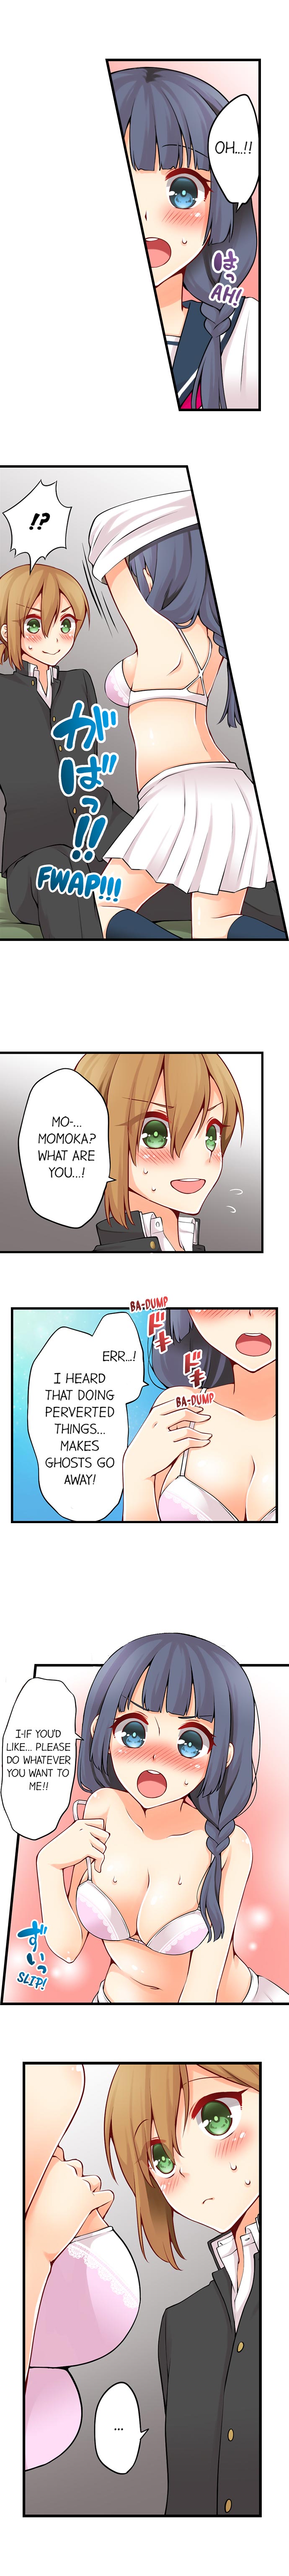 OH...!!
はっ
AH!
!?
がばっ!!
FWAP!!!
MO-...
MOMOKA?
WHAT ARE
YOU...!
BA-DUMP
ドキ
ERR...!
I HEARD
THAT DOING
PERVERTED
THINGS...
MAKES
GHOSTS GO
AWAY!
ドキ
BA-DUMP
I-IF YOU'D
LIKE... PLEASE
DO WHATEVER
YOU WANT TO
ME!!
ずいっ
SLIP!
...